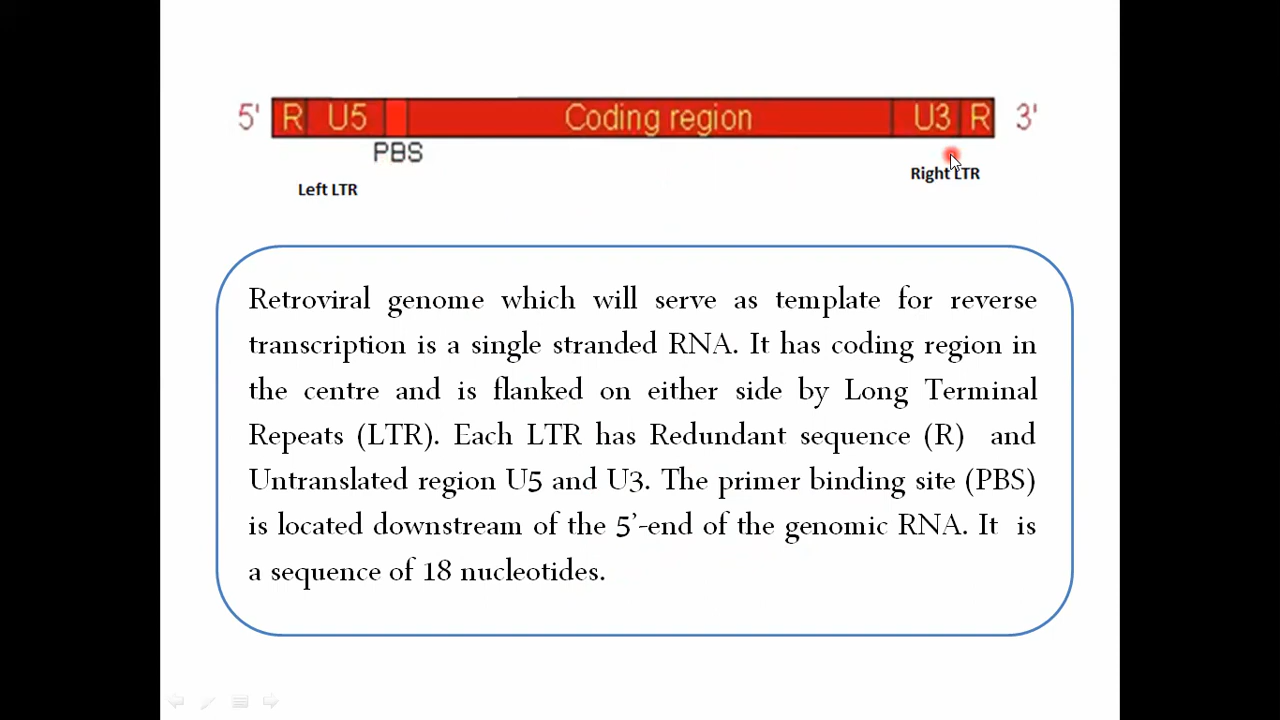 5' R U5 Coding region U3 R 3'
PBS
Right LTR
Left LTR
Retroviral genome which will serve as template for reverse
transcription is a single stranded RNA. It has coding region in
the centre and is flanked on either side by Long Terminal
Repeats (LTR). Each LTR has Redundant sequence (R) and
Untranslated region U5 and U3. The primer binding site (PBS)
is located downstream of the 5’-end of the genomic RNA. It is
a sequence of 18 nucleotides.